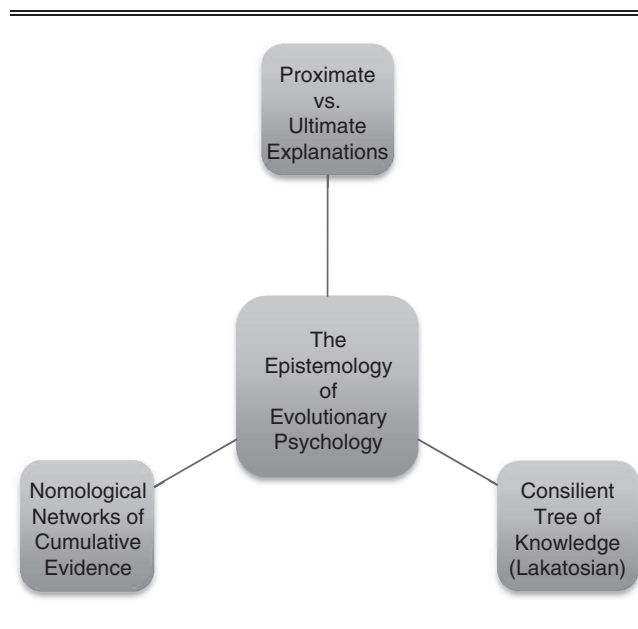 Proximate
vs.
Ultimate
Explanations
The
Epistemology
of
Evolutionary
Psychology
Nomological
Networks of
Cumulative
Evidence
Consilient
Tree of
Knowledge
(Lakatosian)